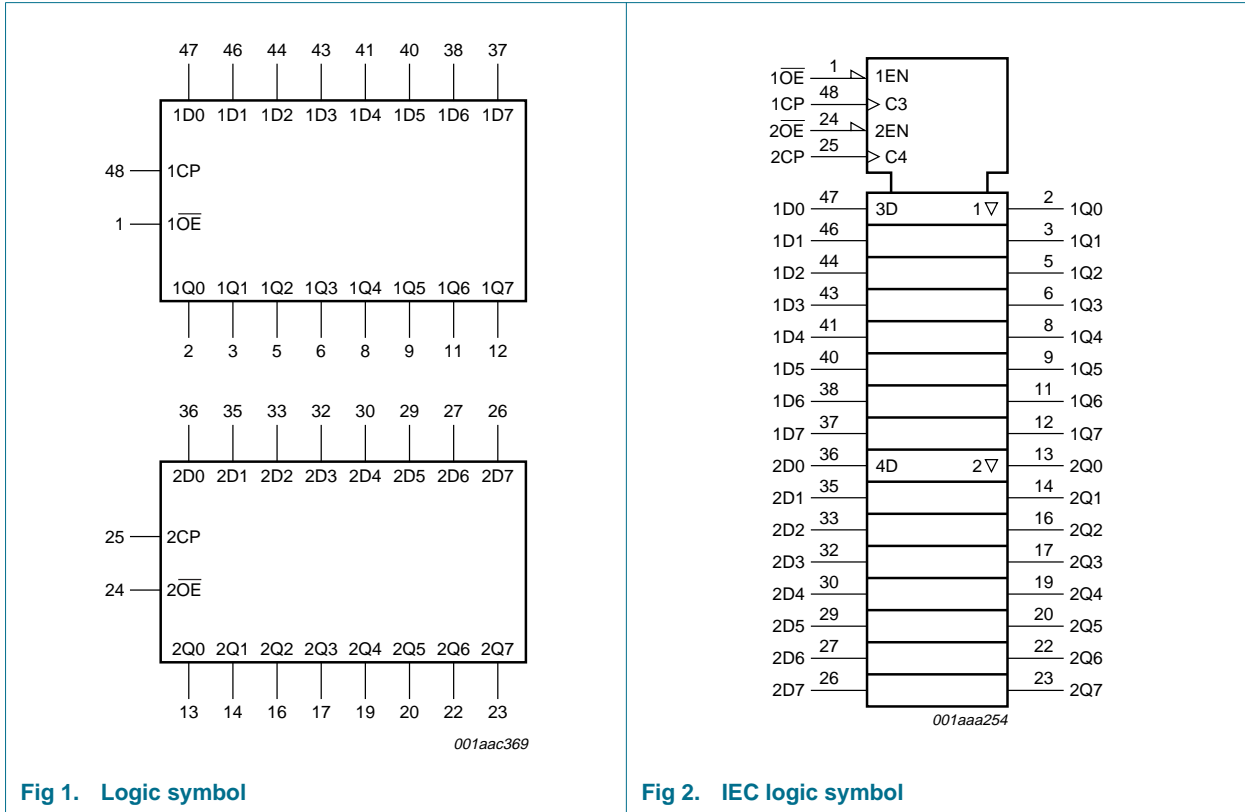 47 46 44 43 41 40 38 37
1D0 1D1 1D2 1D3 1D4 1D5 1D6 1D7
48 1CP
1 1O̅E̅
1Q0 1Q1 1Q2 1Q3 1Q4 1Q5 1Q6 1Q7
2 3 5 6 8 9 11 12
36 35 33 32 30 29 27 26
2D0 2D1 2D2 2D3 2D4 2D5 2D6 2D7
25 2CP
24 2O̅E̅
2Q0 2Q1 2Q2 2Q3 2Q4 2Q5 2Q6 2Q7
13 14 16 17 19 20 22 23
001aac369
Fig 1. Logic symbol
1O̅E̅ 1 1EN
1CP 48 C3
2O̅E̅ 24 2EN
2CP 25 C4
1D0 47 3D 1 ▽ 2 1Q0
1D1 46 3 1Q1
1D2 44 5 1Q2
1D3 43 6 1Q3
1D4 41 8 1Q4
1D5 40 9 1Q5
1D6 38 11 1Q6
1D7 37 12 1Q7
2D0 36 4D 2 ▽ 13 2Q0
2D1 35 14 2Q1
2D2 33 16 2Q2
2D3 32 17 2Q3
2D4 30 19 2Q4
2D5 29 20 2Q5
2D6 27 22 2Q6
2D7 26 23 2Q7
001aaa254
Fig 2. IEC logic symbol